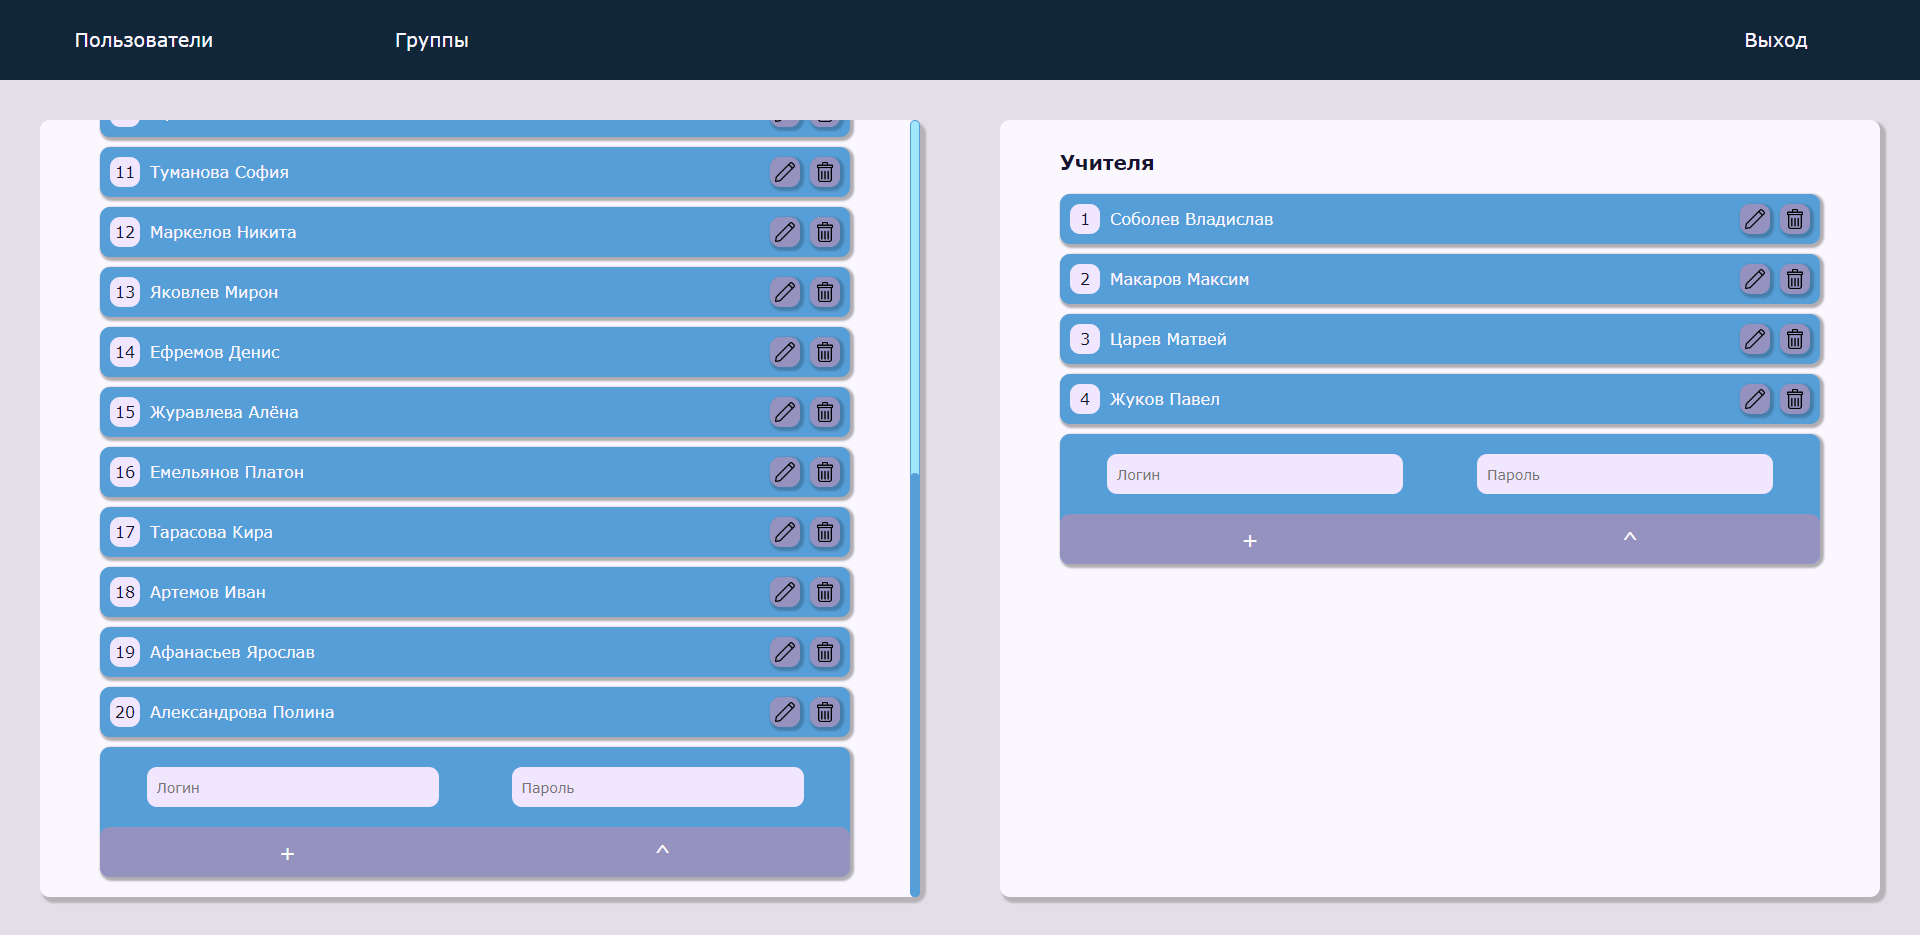 Пользователи
Группы
Выход
11 Туманова София
12 Маркелов Никита
13 Яковлев Мирон
14 Ефремов Денис
15 Журавлева Алёна
16 Емельянов Платон
17 Тарасова Кира
18 Артемов Иван
19 Афанасьев Ярослав
20 Александрова Полина
Логин
Пароль
+
^
Учителя
1 Соболев Владислав
2 Макаров Максим
3 Царев Матвей
4 Жуков Павел
Логин
Пароль
+
^